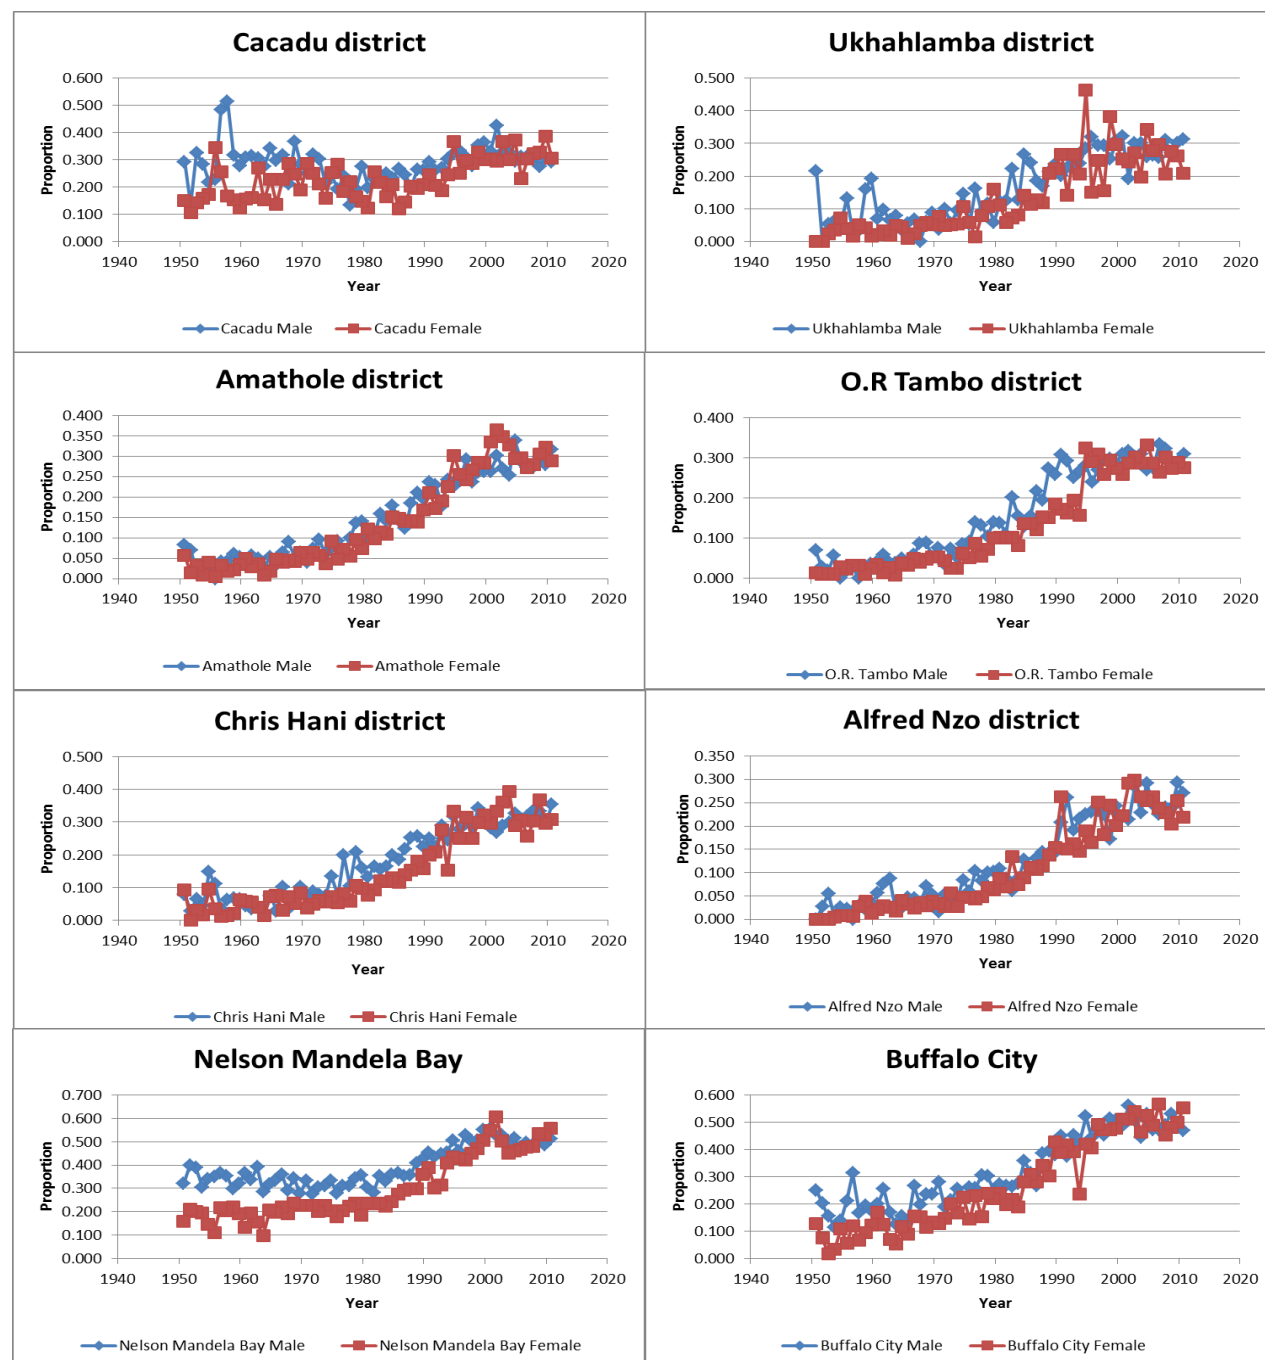 Cacadu district
Proportion
0.600
0.500
0.400
0.300
0.200
0.100
0.000
1940 1950 1960 1970 1980 1990 2000 2010 2020
Year
Cacadu Male Cacadu Female
Ukhahlamba district
Proportion
0.500
0.400
0.300
0.200
0.100
0.000
1940 1950 1960 1970 1980 1990 2000 2010 2020
Year
Ukhahlamba Male Ukhahlamba Female
Amathole district
Proportion
0.400
0.350
0.300
0.250
0.200
0.150
0.100
0.050
0.000
1940 1950 1960 1970 1980 1990 2000 2010 2020
Year
Amathole Male Amathole Female
O.R Tambo district
Proportion
0.400
0.300
0.200
0.100
0.000
1940 1950 1960 1970 1980 1990 2000 2010 2020
Year
O.R. Tambo Male O.R. Tambo Female
Chris Hani district
Proportion
0.500
0.400
0.300
0.200
0.100
0.000
1940 1950 1960 1970 1980 1990 2000 2010 2020
Year
Chris Hani Male Chris Hani Female
Alfred Nzo district
Proportion
0.350
0.300
0.250
0.200
0.150
0.100
0.050
0.000
1940 1950 1960 1970 1980 1990 2000 2010 2020
Year
Alfred Nzo Male Alfred Nzo Female
Nelson Mandela Bay
Proportion
0.700
0.600
0.500
0.400
0.300
0.200
0.100
0.000
1940 1950 1960 1970 1980 1990 2000 2010 2020
Year
Nelson Mandela Bay Male Nelson Mandela Bay Female
Buffalo City
Proportion
0.600
0.500
0.400
0.300
0.200
0.100
0.000
1940 1950 1960 1970 1980 1990 2000 2010 2020
Year
Buffalo City Male Buffalo City Female